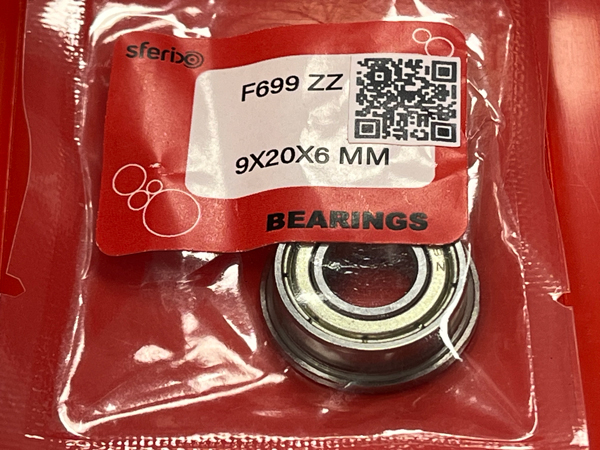 sferixo
F699 ZZ
9X20X6 MM
BEARINGS